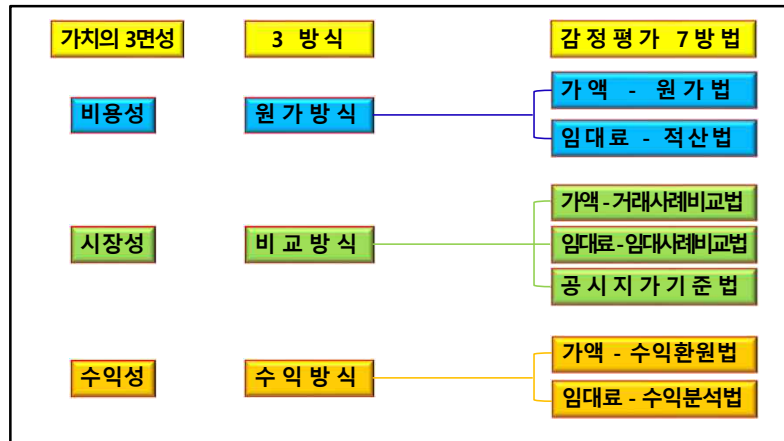 가치의 3면성
3 방식
감정평가 7방법
비용성
원가방식
가액 - 원가법
임대료 - 적산법
시장성
비교방식
가액 - 거래사례비교법
임대료 - 임대사례비교법
공시지가기준법
수익성
수익방식
가액 - 수익환원법
임대료 - 수익분석법